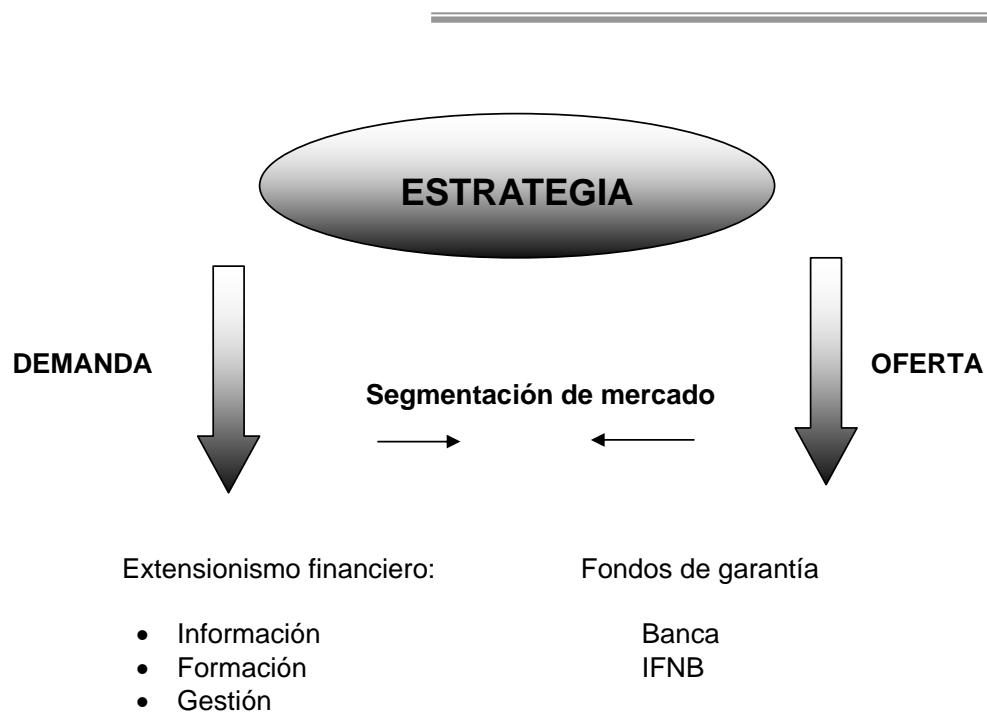 ESTRATEGIA
DEMANDA
OFERTA
Segmentación de mercado
Extensionismo financiero:
Fondos de garantía
• Información
Banca
• Formación
IFNB
• Gestión